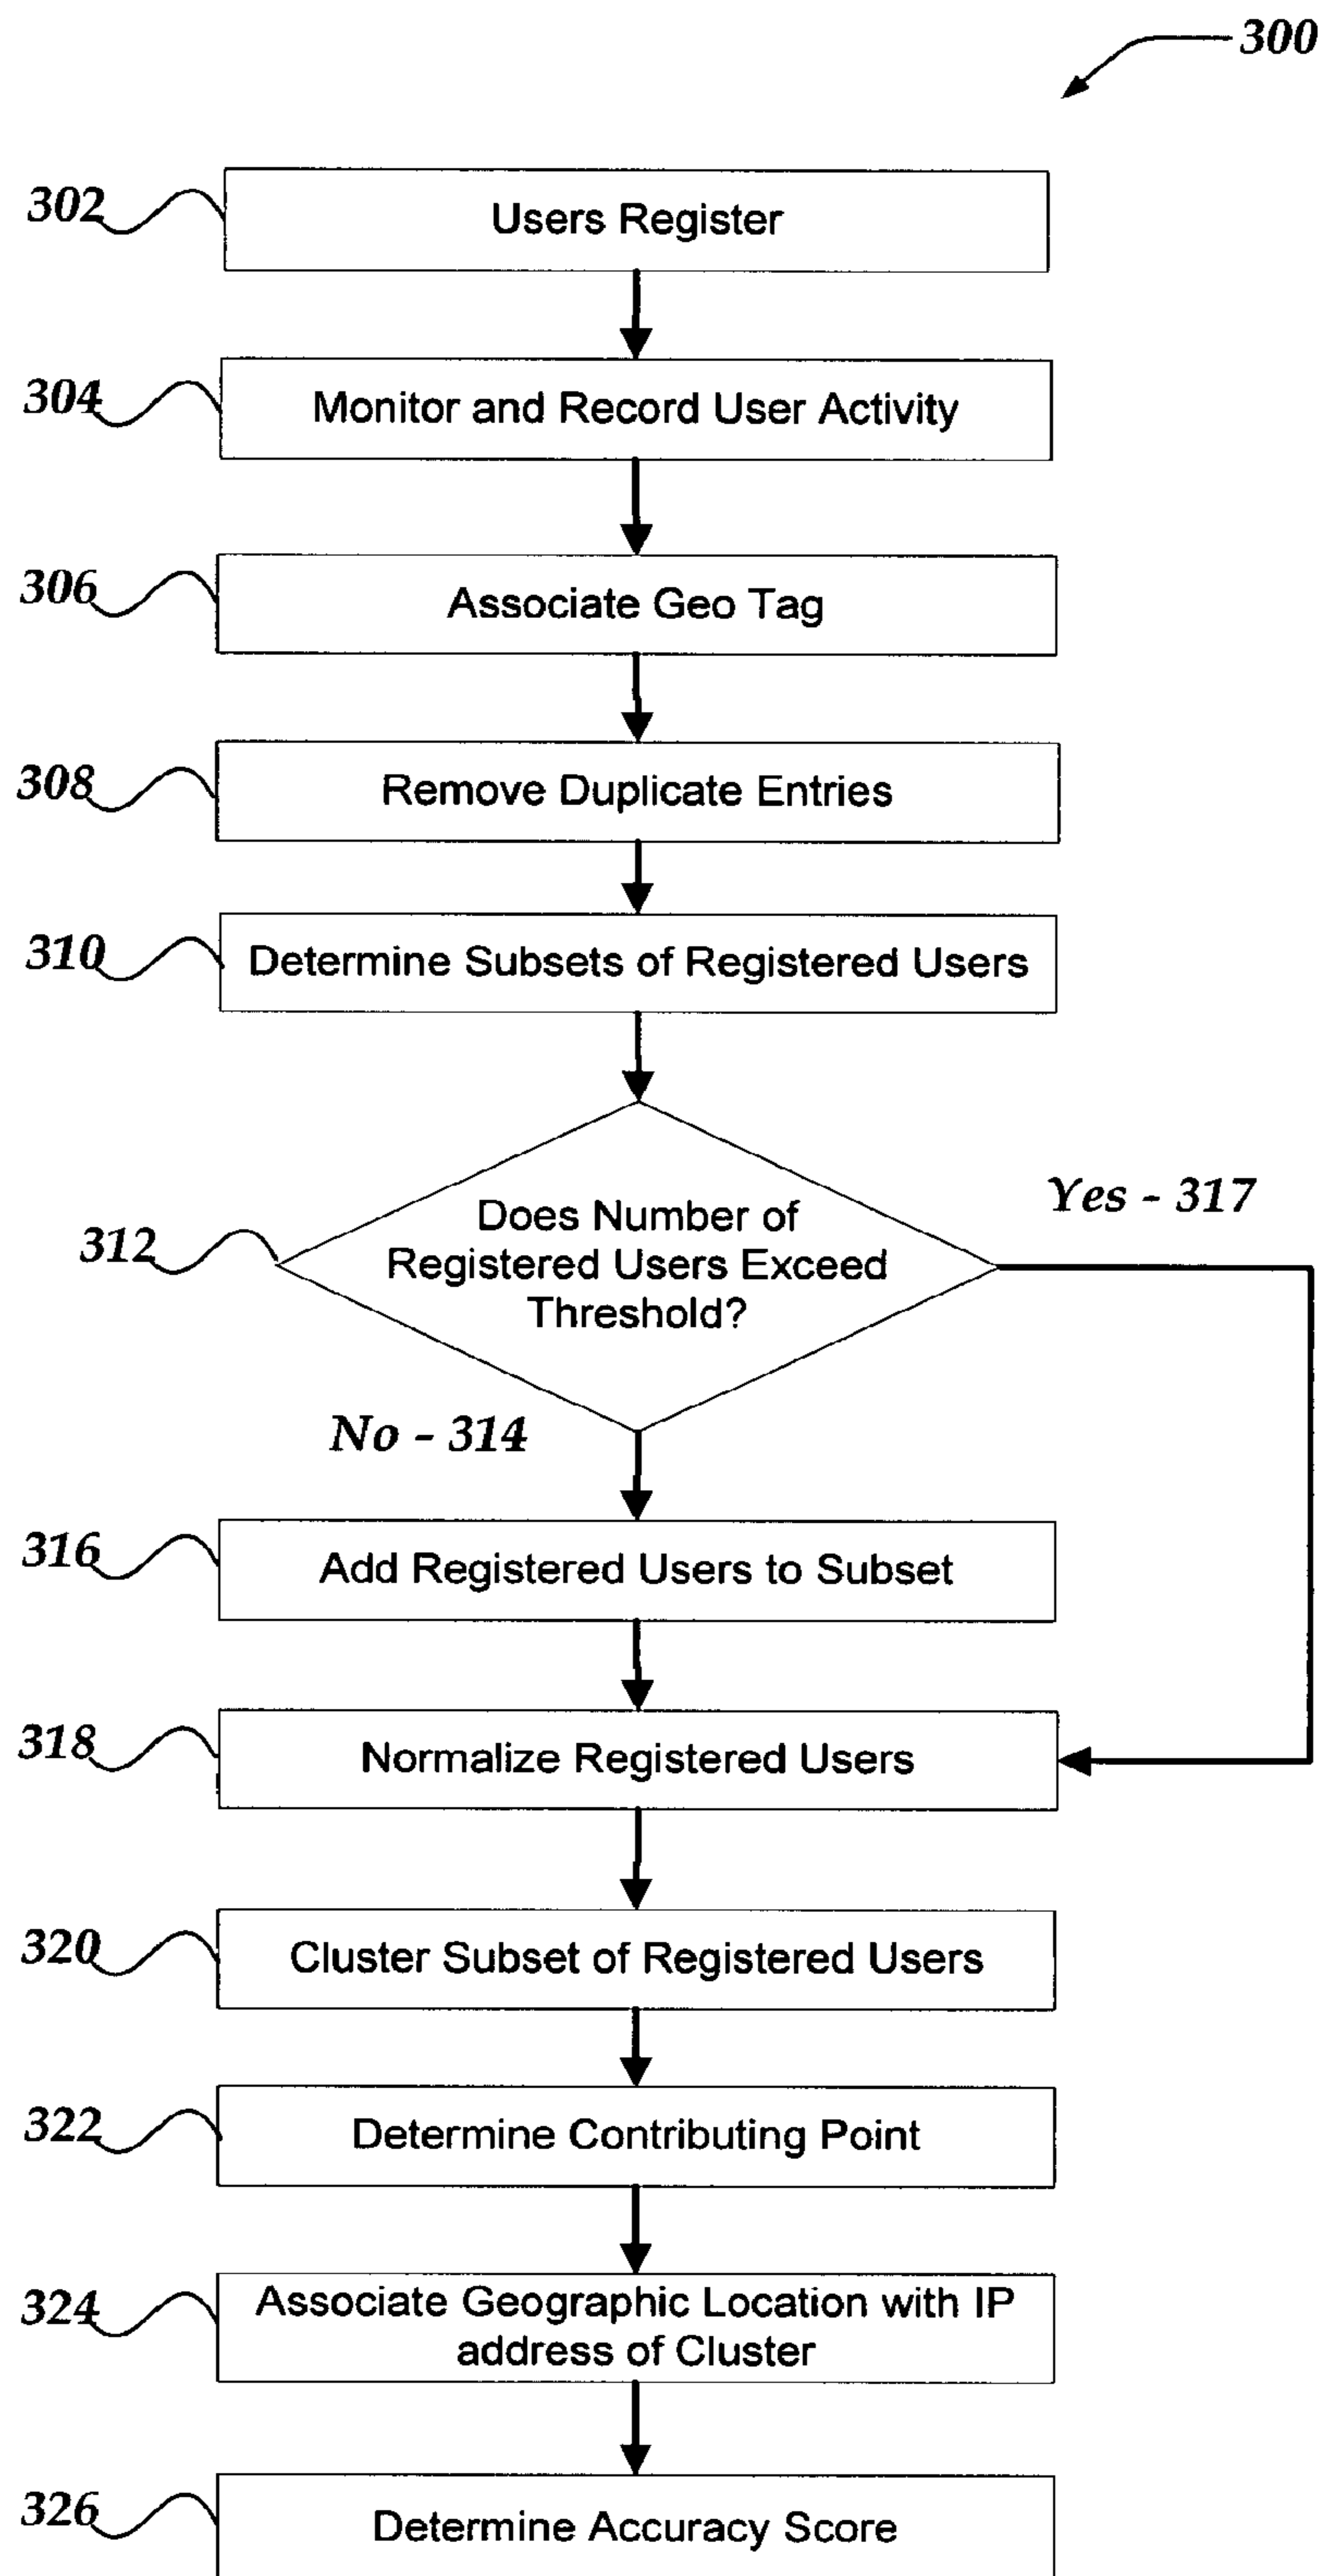 300
302
Users Register
304
Monitor and Record User Activity
306
Associate Geo Tag
308
Remove Duplicate Entries
310
Determine Subsets of Registered Users
312
Does Number of
Registered Users Exceed
Threshold?
Yes - 317
No - 314
316
Add Registered Users to Subset
318
Normalize Registered Users
320
Cluster Subset of Registered Users
322
Determine Contributing Point
324
Associate Geographic Location with IP
address of Cluster
326
Determine Accuracy Score